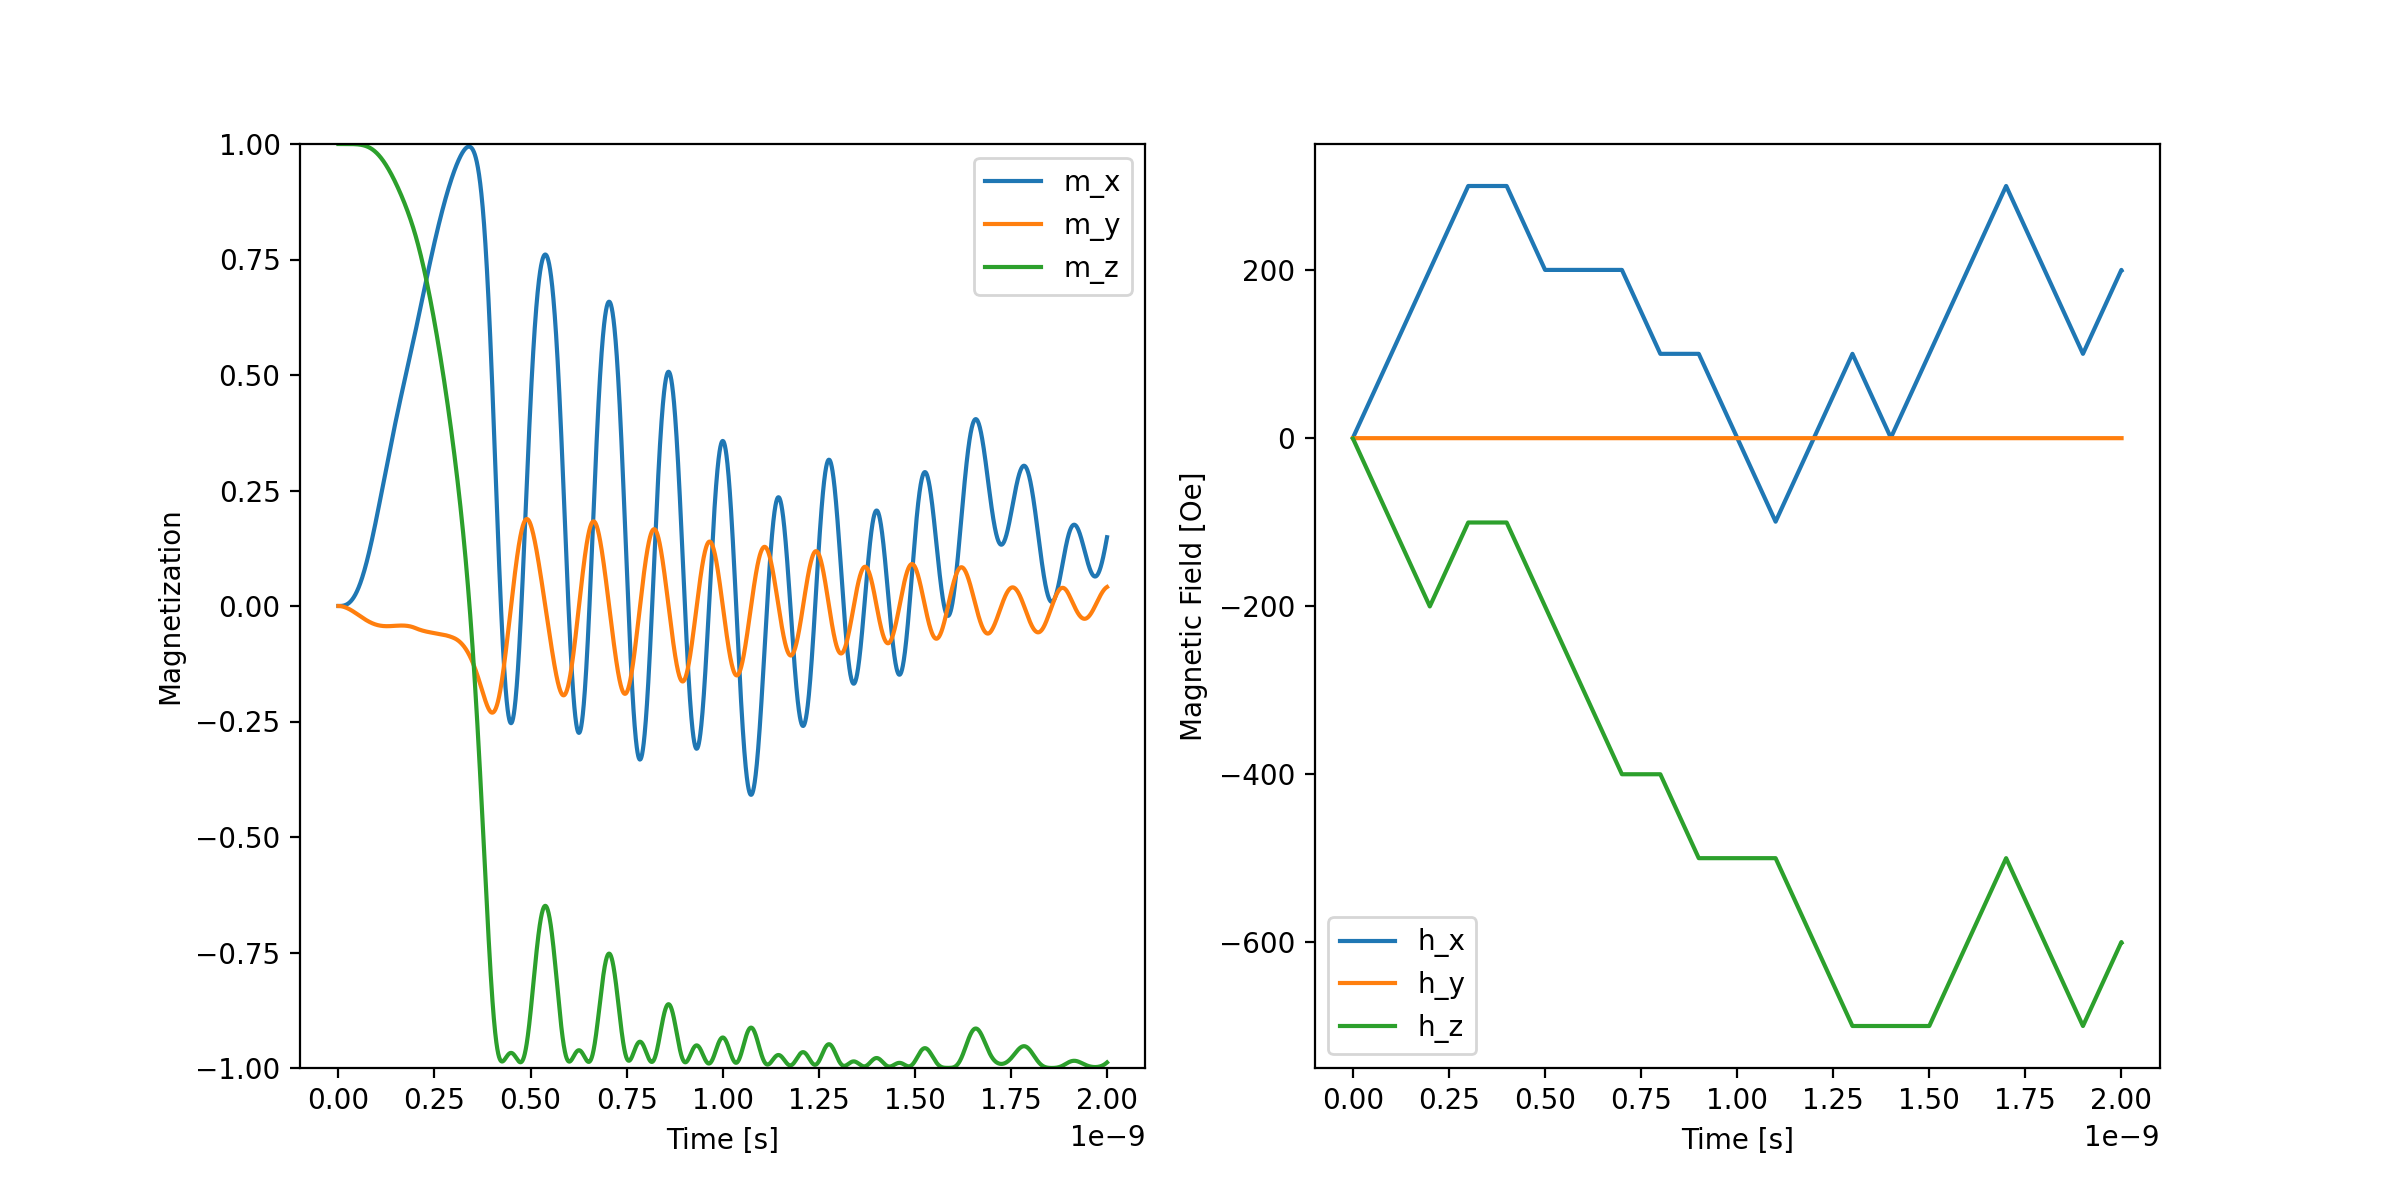 Magnetization
1.00
0.75
0.50
0.25
0.00
−0.25
−0.50
−0.75
−1.00
m_x
m_y
m_z
0.00 0.25 0.50 0.75 1.00 1.25 1.50 1.75 2.00
Time [s]
1e−9
Magnetic Field [Oe]
200
0
−200
−400
−600
h_x
h_y
h_z
0.00 0.25 0.50 0.75 1.00 1.25 1.50 1.75 2.00
Time [s]
1e−9